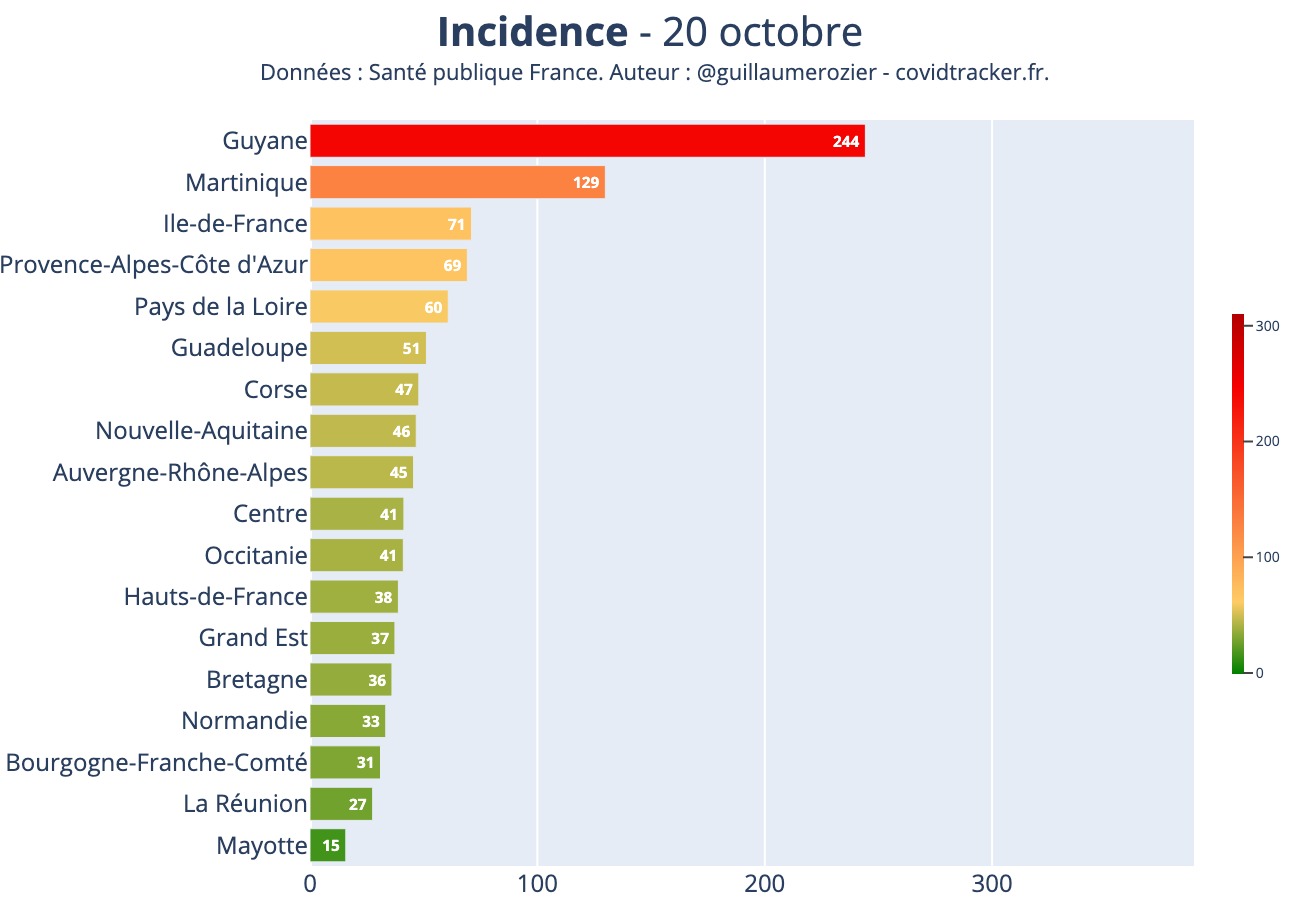 Incidence - 20 octobre
Données : Santé publique France. Auteur : @guillaumerozier - covidtracker.fr.
Guyane 244
Martinique 129
Ile-de-France 71
Provence-Alpes-Côte d'Azur 69
Pays de la Loire 60
Guadeloupe 51
Corse 47
Nouvelle-Aquitaine 46
Auvergne-Rhône-Alpes 45
Centre 41
Occitanie 41
Hauts-de-France 38
Grand Est 37
Bretagne 36
Normandie 33
Bourgogne-Franche-Comté 31
La Réunion 27
Mayotte 15
0 100 200 300
300
200
100
0